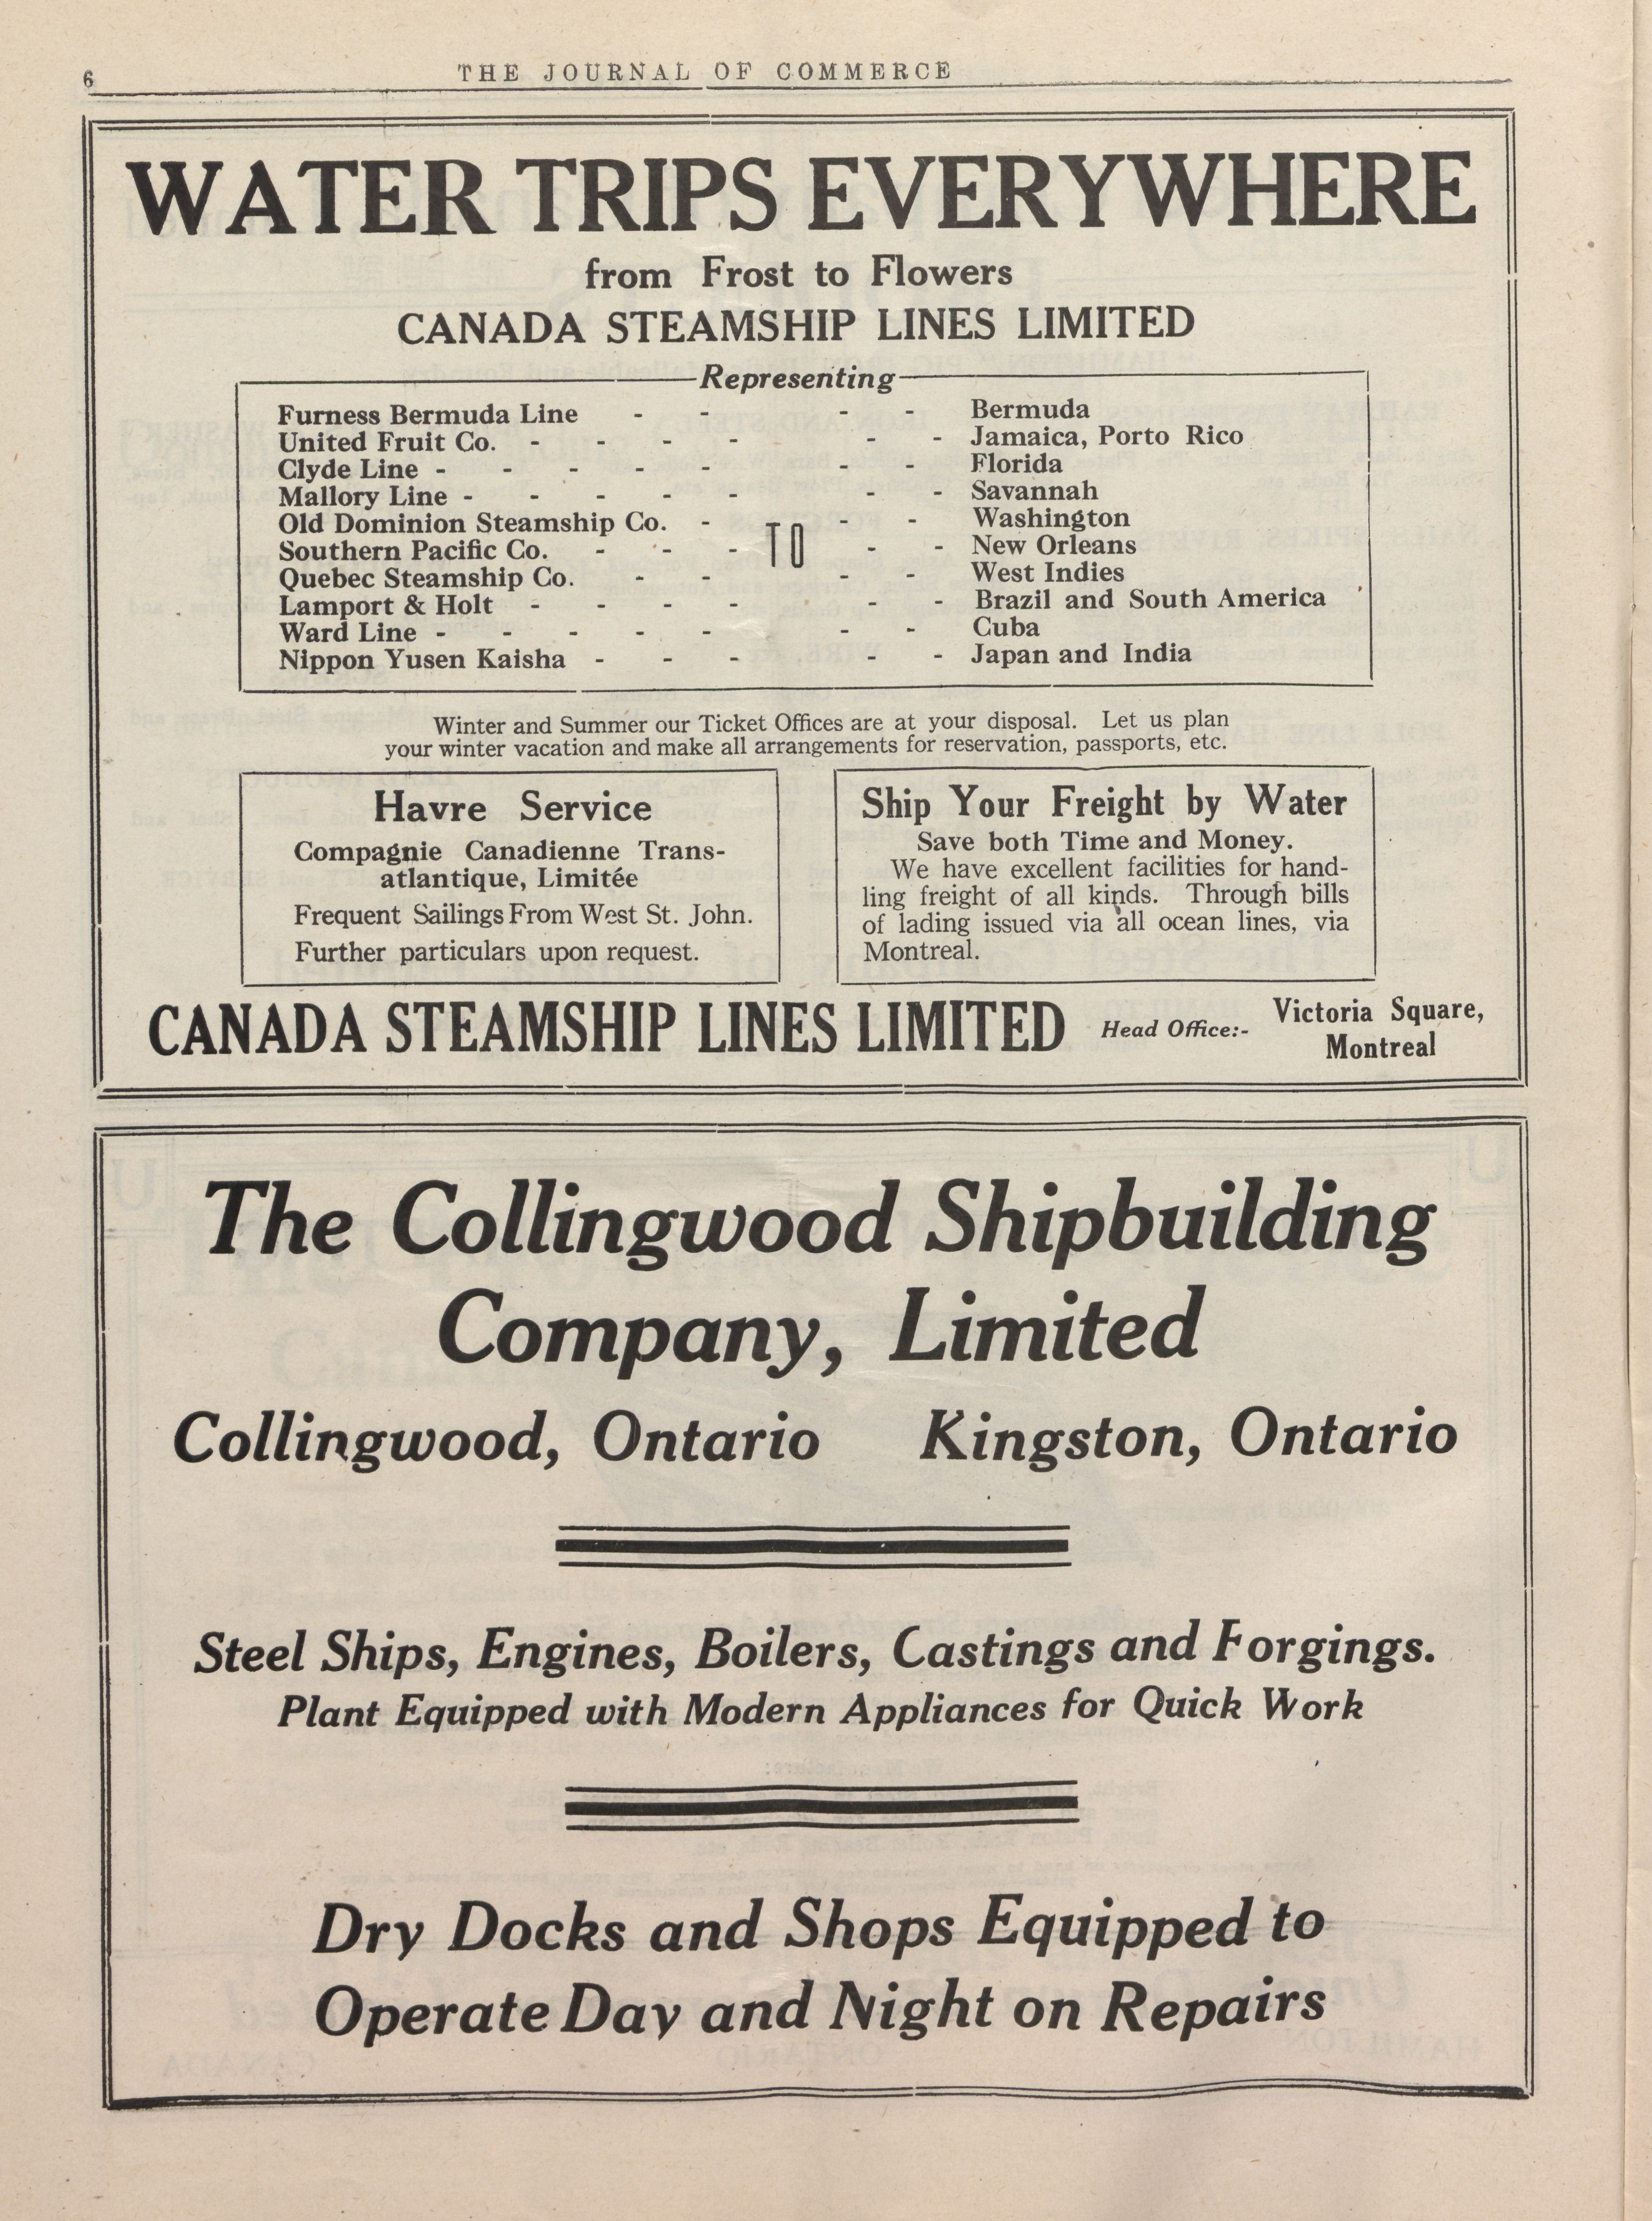 6
THE JOURNAL OF COMMERCE
WATER TRIPS EVERYWHERE
from Frost to Flowers
CANADA STEAMSHIP LINES LIMITED
Representing
Furness Bermuda Line - - - - Bermuda
United Fruit Co. - - - - - - Jamaica, Porto Rico
Clyde Line - - - - - - - Florida
Mallory Line - - - - - - - Savannah
Old Dominion Steamship Co. - - - Washington
TO
Southern Pacific Co. - - - - - New Orleans
Quebec Steamship Co. - - - - West Indies
Lamport & Holt - - - - - - Brazil and South America
Ward Line - - - - - - - Cuba
Nippon Yusen Kaisha - - - - - Japan and India
Winter and Summer our Ticket Offices are at your disposal. Let us plan
your winter vacation and make all arrangements for reservation, passports, etc.
Havre Service
Compagnie Canadienne Trans-
atlantique, Limitée
Frequent Sailings From West St. John.
Further particulars upon request.
Ship Your Freight by Water
Save both Time and Money.
We have excellent facilities for hand-
ling freight of all kinds. Through bills
of lading issued via all ocean lines, via
Montreal.
CANADA STEAMSHIP LINES LIMITED Head Office:- Victoria Square,
Montreal
The Collingwood Shipbuilding
Company, Limited
Collingwood, Ontario Kingston, Ontario
Steel Ships, Engines, Boilers, Castings and Forgings.
Plant Equipped with Modern Appliances for Quick Work
Dry Docks and Shops Equipped to
Operate Day and Night on Repairs